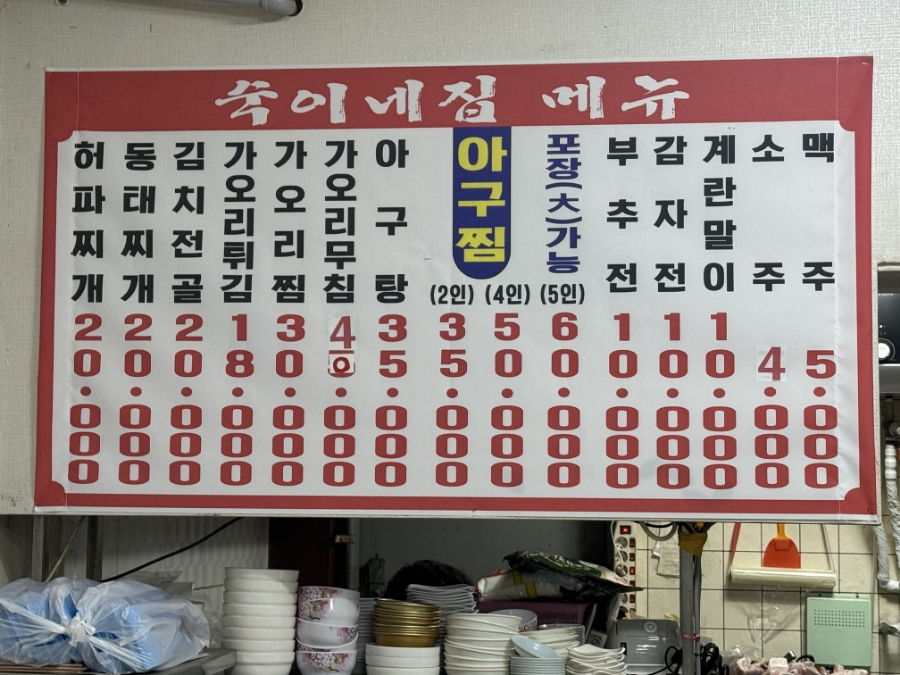 쑥이네집 메뉴
허파찌개 20.000
동태찌개 20.000
김치전골 20.000
가오리튀김 18.000
가오리찜 30.000
가오리무침 40.000
아구탕 35.000
아구찜
(2인) 35.000
(4인) 50.000
(5인) 60.000
포장(츠)가능
부추전 10.000
감자전 10.000
계란말이 10.000
소주 4.000
맥주 5.000